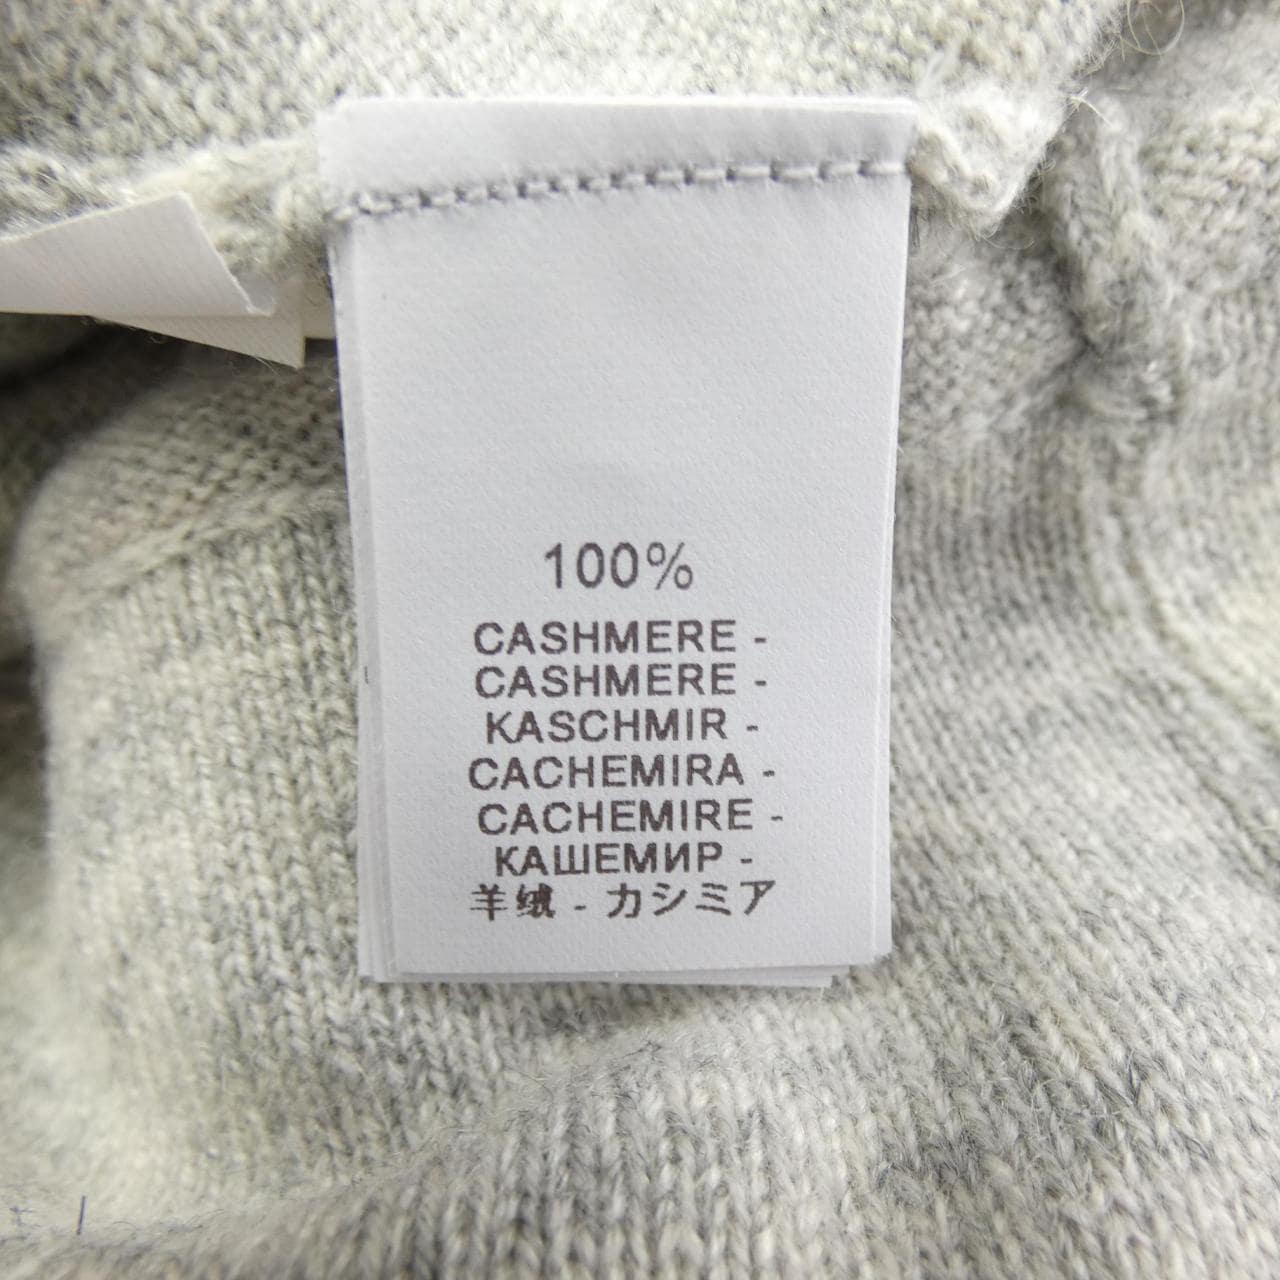 100%
CASHMERE -
CASHMERE -
KASCHMIR -
CACHEMIRA -
CACHEMIRE -
КАШЕМИР -
羊绒 - カシミア